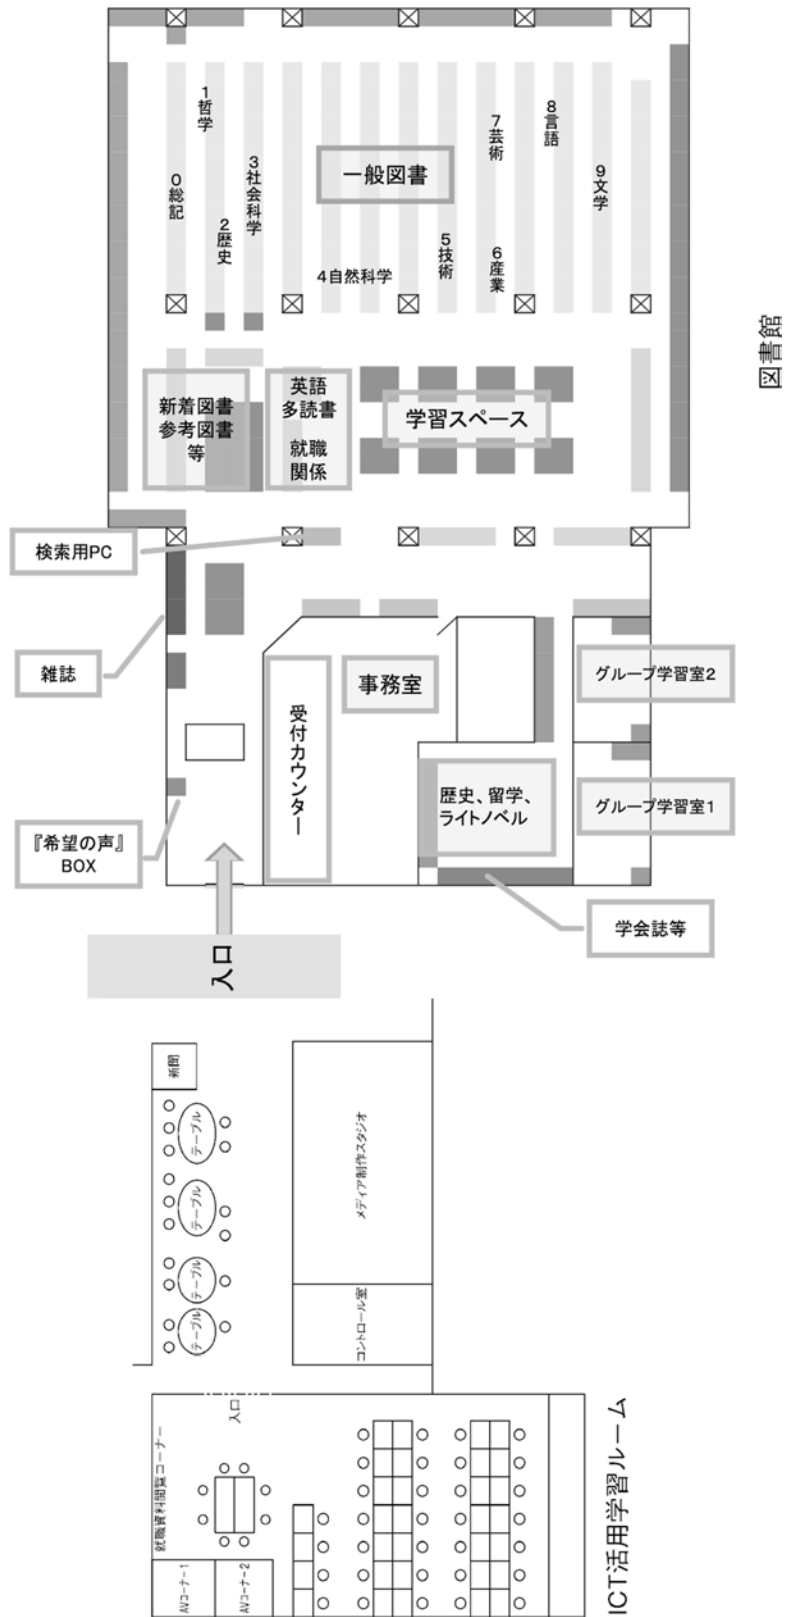 1哲学
0総記
2歴史
3社会科学
一般図書
4自然科学
5技術
7芸術
6産業
8言語
9文学
図書館
新着図書
参考図書
等
英語
多読書
就職
関係
学習スペース
検索用PC
雑誌
『希望の声』
BOX
受付カウンター
事務室
グループ学習室2
歴史、留学、
ライトノベル
グループ学習室1
学会誌等
入口
新聞
テーブル
テーブル
テーブル
テーブル
メディア制作スタジオ
コントロール室
入口
就職資料閲覧コーナー
AVコーナー1
AVコーナー2
ICT活用学習ルーム